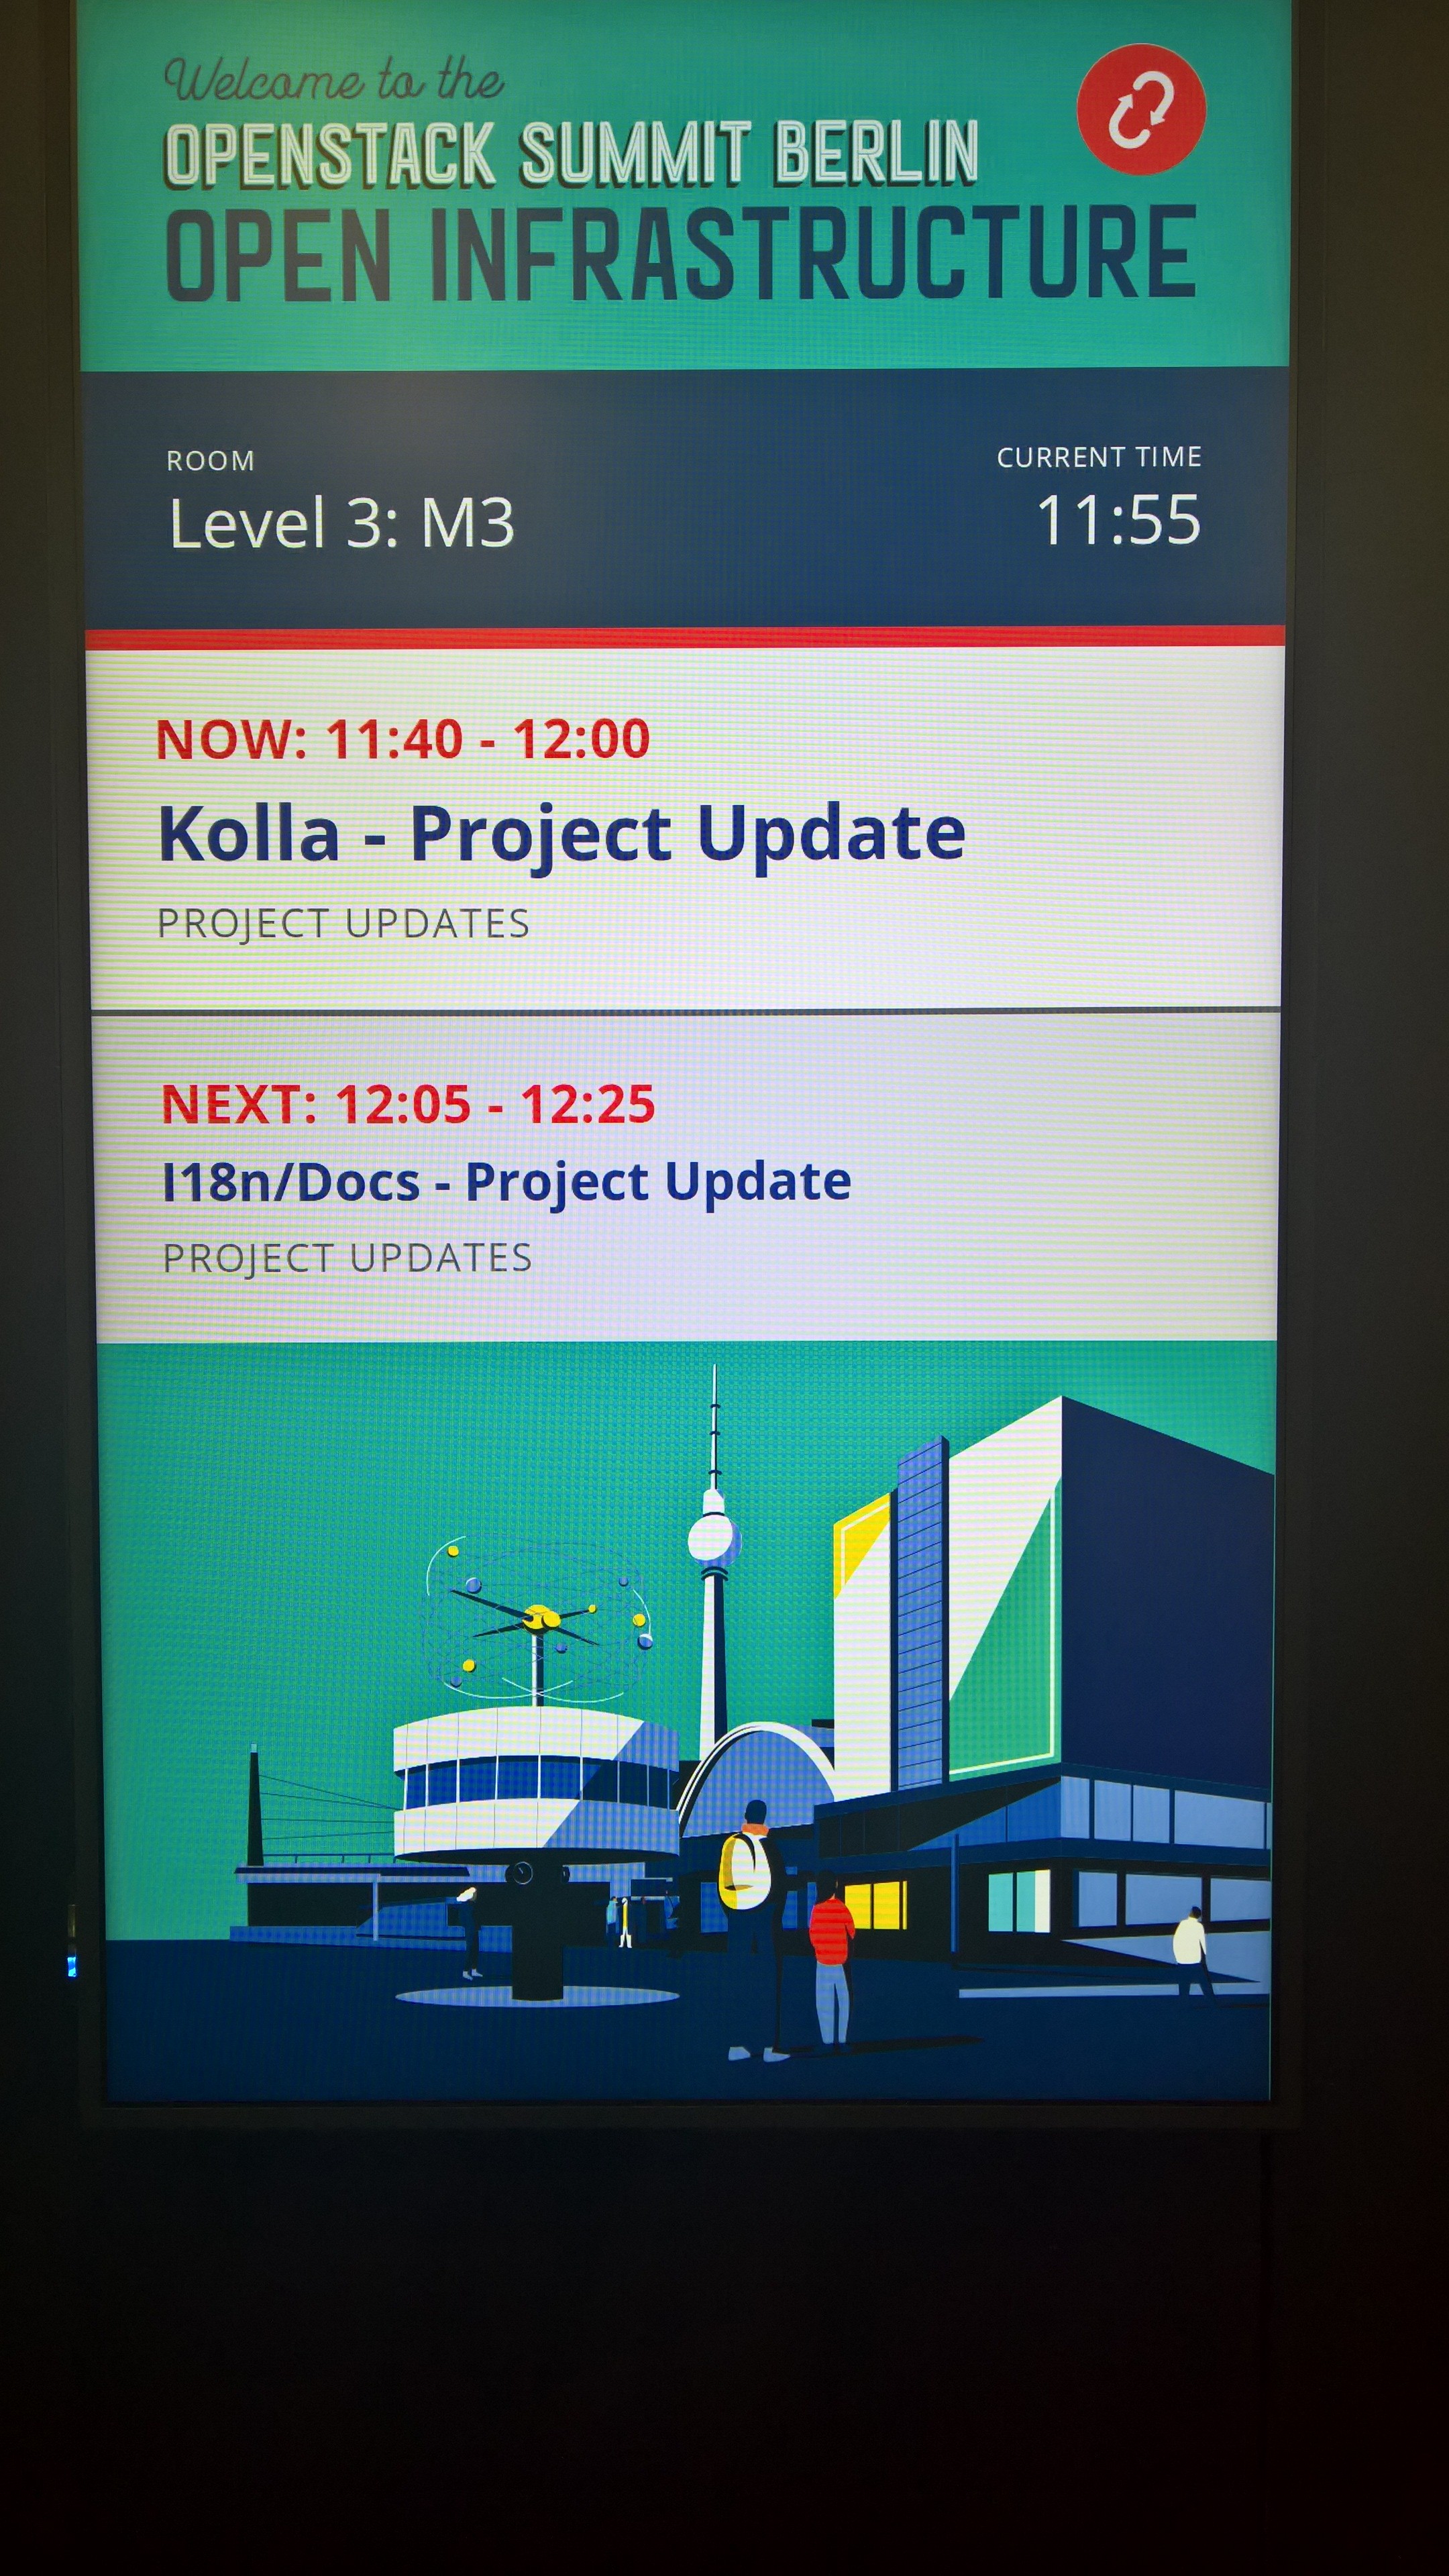 Welcome to the
OPENSTACK SUMMIT BERLIN
OPEN INFRASTRUCTURE
ROOM
Level 3: M3
CURRENT TIME
11:55
NOW: 11:40 - 12:00
Kolla - Project Update
PROJECT UPDATES
NEXT: 12:05 - 12:25
I18n/Docs - Project Update
PROJECT UPDATES